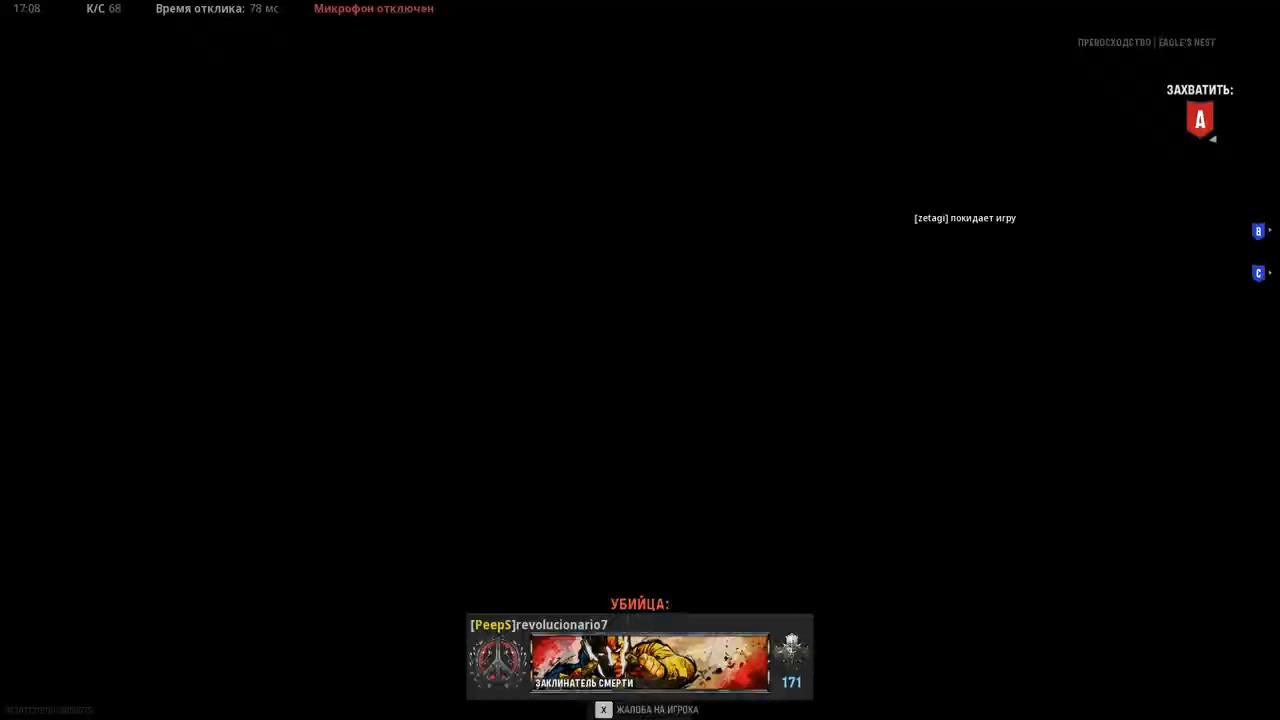 17:08 К/С 68 Время отклика: 78 мс Микрофон отключен
ПРЕВОСХОДСТВО | EAGLE'S NEST
ЗАХВАТИТЬ:
A
[zetagi] покидает игру
B
C
УБИЙЦА:
[PeepS]revolucionario7
ЗАКЛИНАТЕЛЬ СМЕРТИ
171
X ЖАЛОБА НА ИГРОКА